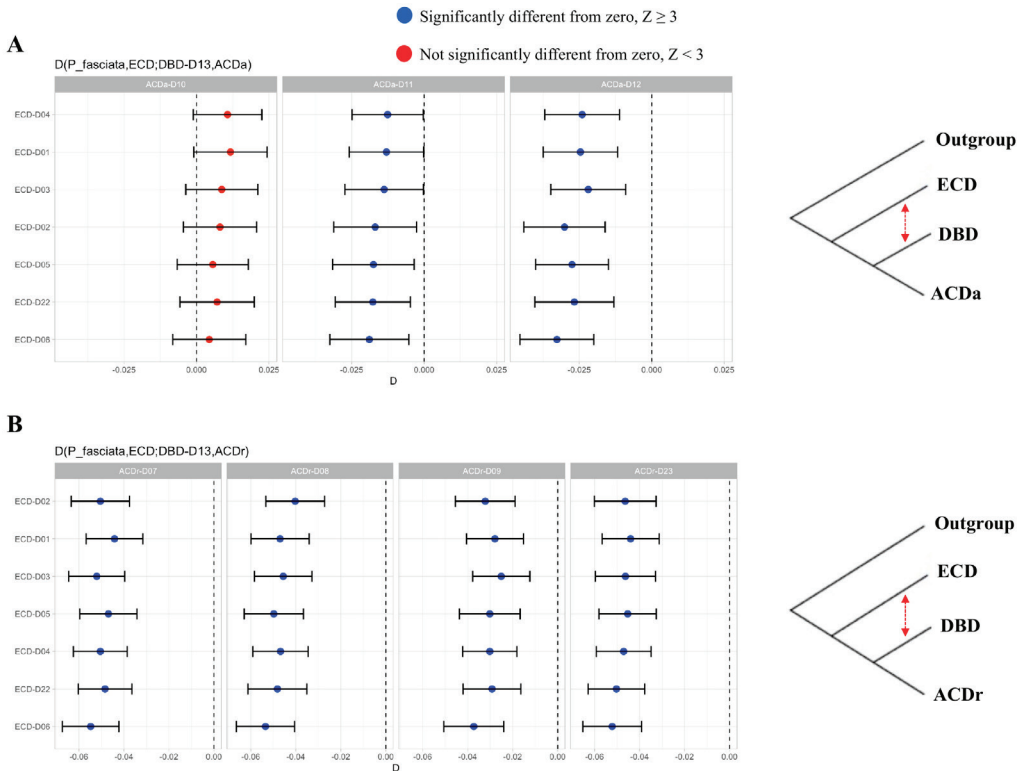 Significantly different from zero, Z ≥ 3
Not significantly different from zero, Z < 3
A
D(P_fasciata,ECD;DBD-D13,ACDa)
ACDa-D10 ACDa-D11 ACDa-D12
ECD-D04
ECD-D01
ECD-D03
ECD-D02
ECD-D05
ECD-D22
ECD-D06
-0.025 0.000 0.025 -0.025 0.000 0.025 -0.025 0.000 0.025
D
Outgroup
ECD
DBD
ACDa
B
D(P_fasciata,ECD;DBD-D13,ACDr)
ACDr-D07 ACDr-D08 ACDr-D09 ACDr-D23
ECD-D02
ECD-D01
ECD-D03
ECD-D05
ECD-D04
ECD-D22
ECD-D06
-0.06 -0.04 -0.02 0.00 -0.06 -0.04 -0.02 0.00 -0.06 -0.04 -0.02 0.00 -0.06 -0.04 -0.02 0.00
D
Outgroup
ECD
DBD
ACDr